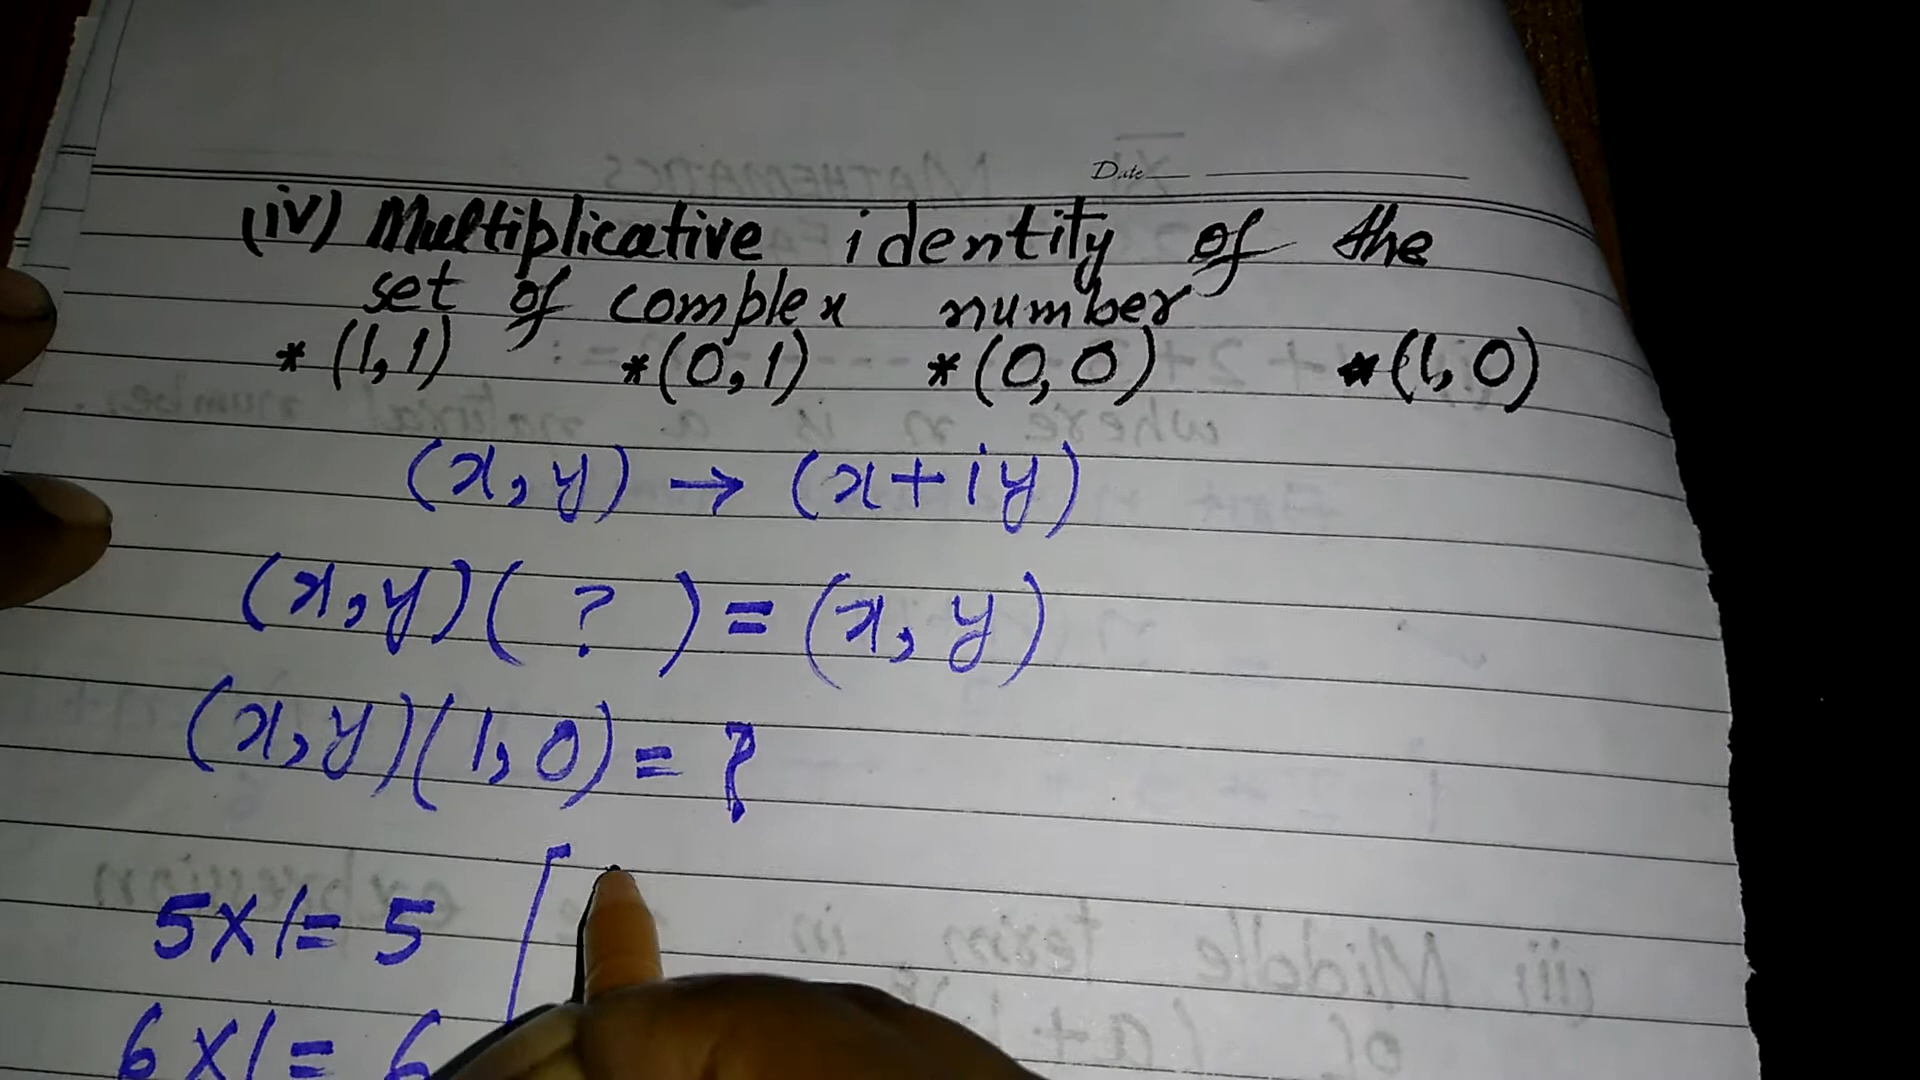 Date
(iv) Multiplicative identity of the
set of complex number
* (1,1) * (0,1) * (0,0) * (1,0)
(x,y) → (x+iy)
(x,y)( ? ) = (x,y)
(x,y)(1,0) = ?
5×1= 5
6×1= 6